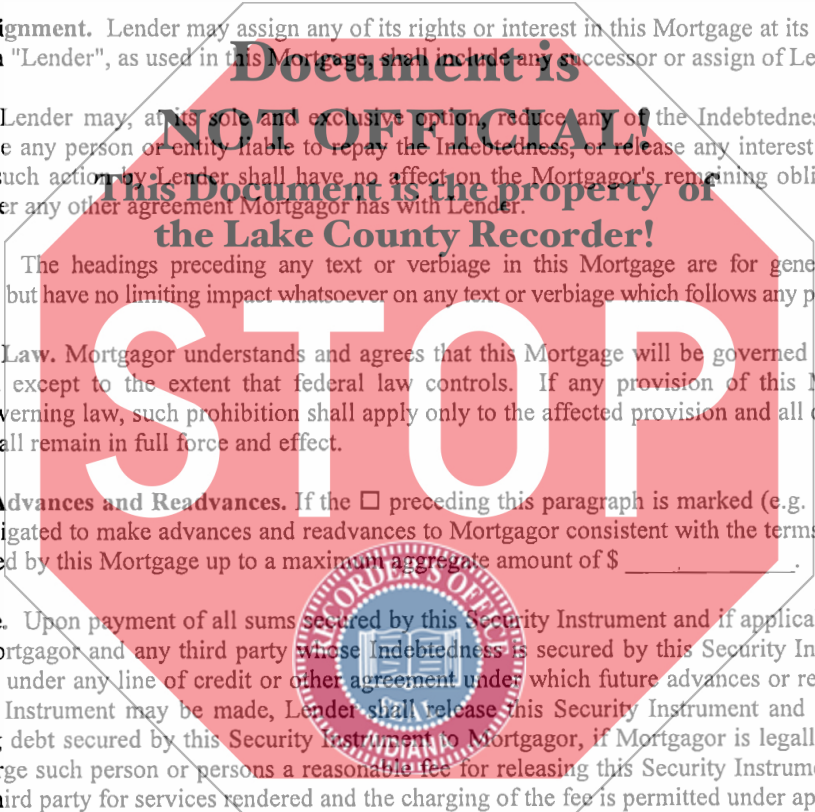 ignment. Lender may assign any of its rights or interest in this Mortgage at its
"Lender", as used in this Mortgage, shall include any successor or assign of Le
Document is
Lender may, at its sole and exclusive option, reduce any of the Indebtednes
NOT OFFICIAL!
e any person or entity liable to repay the Indebtedness, or release any interest
such action by Lender shall have no affect on the Mortgagor's remaining obli
This Document is the property of
er any other agreement Mortgagor has with Lender.
the Lake County Recorder!
The headings preceding any text or verbiage in this Mortgage are for gene
but have no limiting impact whatsoever on any text or verbiage which follows any p
STOP
Law. Mortgagor understands and agrees that this Mortgage will be governed
except to the extent that federal law controls. If any provision of this M
verning law, such prohibition shall apply only to the affected provision and all
all remain in full force and effect.
Advances and Readvances. If the ☐ preceding this paragraph is marked (e.g.
igated to make advances and readvances to Mortgagor consistent with the terms
ed by this Mortgage up to a maximum aggregate amount of $ ____________.
RECORDER'S OFFICE
e. Upon payment of all sums secured by this Security Instrument and if applica
ortgagor and any third party whose Indebtedness is secured by this Security In
under any line of credit or other agreement under which future advances or re
Instrument may be made, Lender shall release this Security Instrument and
debt secured by this Security Instrument to Mortgagor, if Mortgagor is legall
INDIANA
rge such person or persons a reasonable fee for releasing this Security Instrume
ird party for services rendered and the charging of the fee is permitted under ap